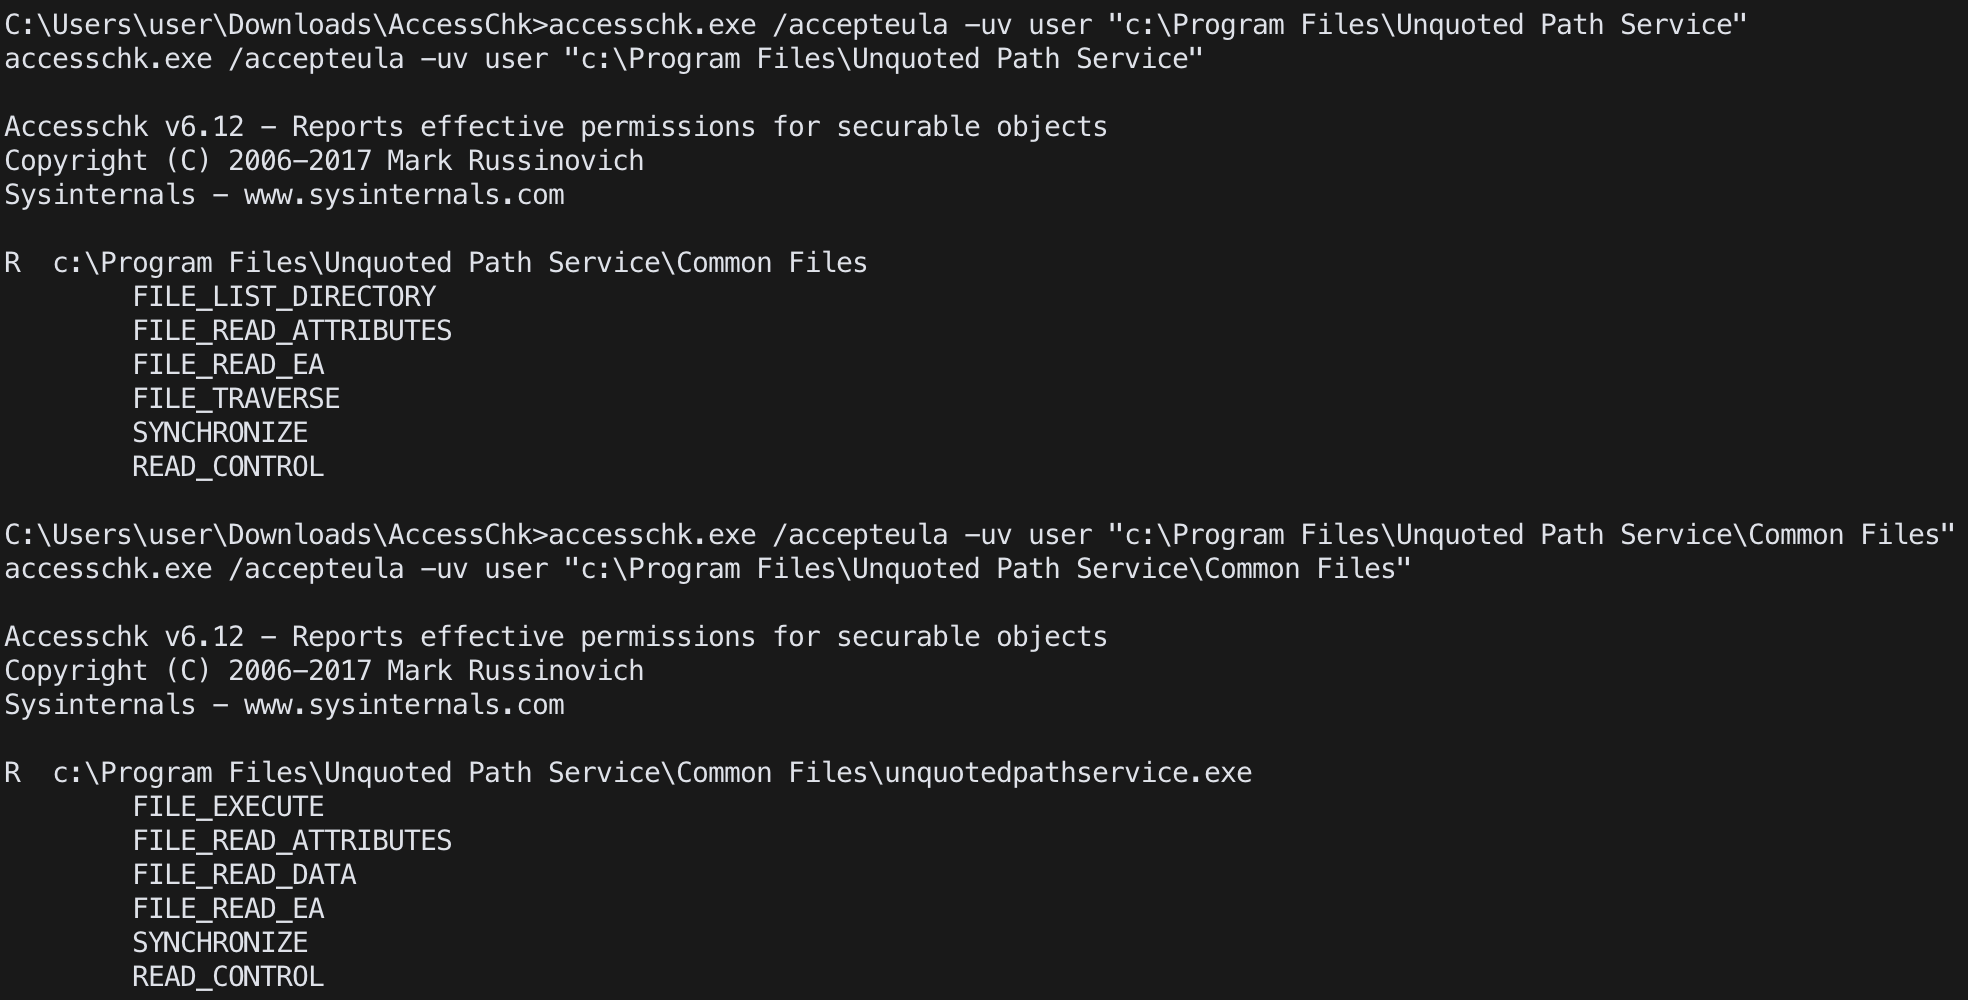 C:\Users\user\Downloads\AccessChk>accesschk.exe /accepteula -uv user "c:\Program Files\Unquoted Path Service"
accesschk.exe /accepteula -uv user "c:\Program Files\Unquoted Path Service"

Accesschk v6.12 - Reports effective permissions for securable objects
Copyright (C) 2006-2017 Mark Russinovich
Sysinternals - www.sysinternals.com

R  c:\Program Files\Unquoted Path Service\Common Files
        FILE_LIST_DIRECTORY
        FILE_READ_ATTRIBUTES
        FILE_READ_EA
        FILE_TRAVERSE
        SYNCHRONIZE
        READ_CONTROL

C:\Users\user\Downloads\AccessChk>accesschk.exe /accepteula -uv user "c:\Program Files\Unquoted Path Service\Common Files"
accesschk.exe /accepteula -uv user "c:\Program Files\Unquoted Path Service\Common Files"

Accesschk v6.12 - Reports effective permissions for securable objects
Copyright (C) 2006-2017 Mark Russinovich
Sysinternals - www.sysinternals.com

R  c:\Program Files\Unquoted Path Service\Common Files\unquotedpathservice.exe
        FILE_EXECUTE
        FILE_READ_ATTRIBUTES
        FILE_READ_DATA
        FILE_READ_EA
        SYNCHRONIZE
        READ_CONTROL